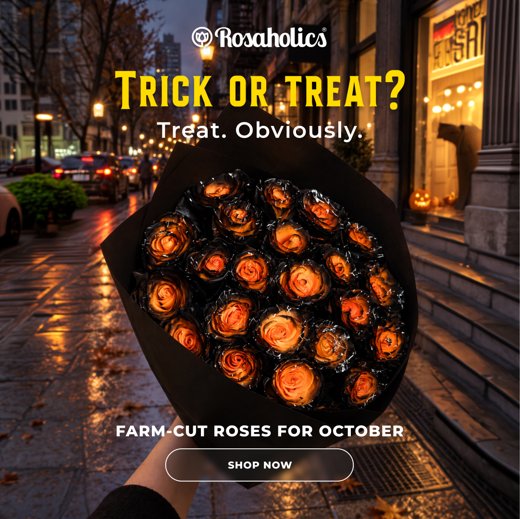 Rosaholics
TRICK OR TREAT?
Treat. Obviously.
FARM-CUT ROSES FOR OCTOBER
SHOP NOW